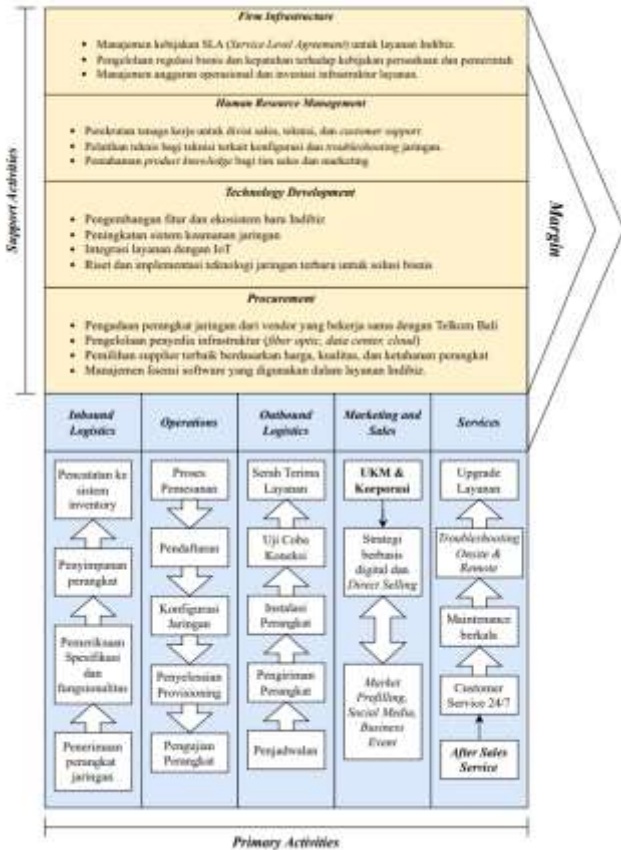 Firm Infrastructure
• Manajemen kebijakan SLA (Service Level Agreement) untuk layanan Indibiz.
• Pengelolaan regulasi bisnis dan kepatuhan terhadap kebijakan perusahaan dan pemerintah
• Manajemen anggaran operasional dan investasi infrastruktur layanan.
Human Resource Management
• Perekrutan tenaga kerja untuk divisi sales, teknisi, dan customer support
• Pelatihan teknis bagi teknisi terkait konfigurasi dan troubleshooting jaringan.
• Pemahaman product knowledge bagi tim sales dan marketing
Technology Development
• Pengembangan fitur dan ekosistem baru Indibiz
• Peningkatan sistem keamanan jaringan
• Integrasi layanan dengan IoT
• Riset dan implementasi teknologi jaringan terbaru untuk solusi bisnis
Procurement
• Pengadaan perangkat jaringan dari vendor yang bekerja sama dengan Telkom Bali
• Pengelolaan penyedia infrastruktur (fiber optic, data center, cloud)
• Pemilihan supplier terbaik berdasarkan harga, kualitas, dan ketahanan perangkat
• Manajemen lisensi software yang digunakan dalam layanan Indibiz.
Support Activities
Margin
Inbound
Logistics
Pencatatan ke
sistem
inventory
Penyimpanan
perangkat
Pemeriksaan
Spesifikasi
dan
fungsionalitas
Penerimaan
perangkat
jaringan
Operations
Proses
Pemesanan
Pendaftaran
Konfigurasi
Jaringan
Penyelesaian
Provisioning
Pengujian
Perangkat
Outbound
Logistics
Serah Terima
Layanan
Uji Coba
Koneksi
Instalasi
Perangkat
Pengiriman
Perangkat
Penjadwalan
Marketing and
Sales
UKM &
Korporasi
Strategi
berbasis
digital dan
Direct Selling
Market
Profilling,
Social Media,
Business
Event
Services
Upgrade
Layanan
Troubleshooting
Onsite &
Remote
Maintenance
berkala
Customer
Service 24/7
After Sales
Service
Primary Activities